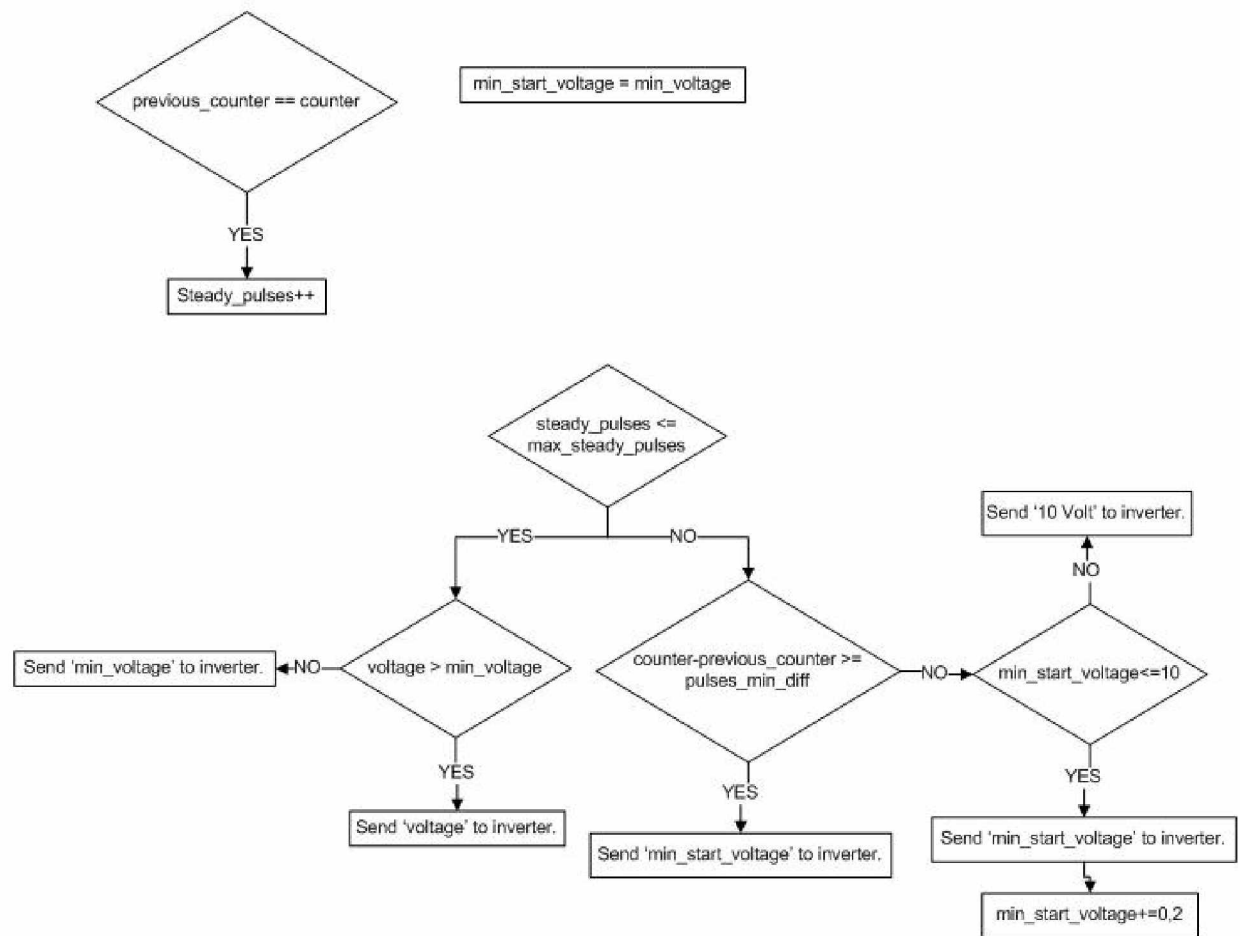 previous_counter == counter
min_start_voltage = min_voltage
YES
Steady_pulses++
steady_pulses <=
max_steady_pulses
Send '10 Volt' to inverter.
YES
NO
NO
Send 'min_voltage' to inverter.
NO
voltage > min_voltage
counter-previous_counter >=
pulses_min_diff
NO
min_start_voltage<=10
YES
YES
YES
Send 'voltage' to inverter.
Send 'min_start_voltage' to inverter.
Send 'min_start_voltage' to inverter.
min_start_voltage+=0,2